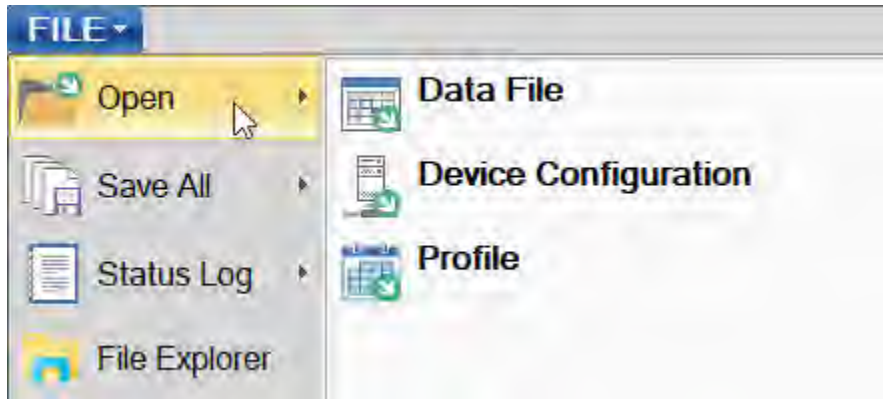 FILE
Open
Save All
Status Log
File Explorer
Data File
Device Configuration
Profile